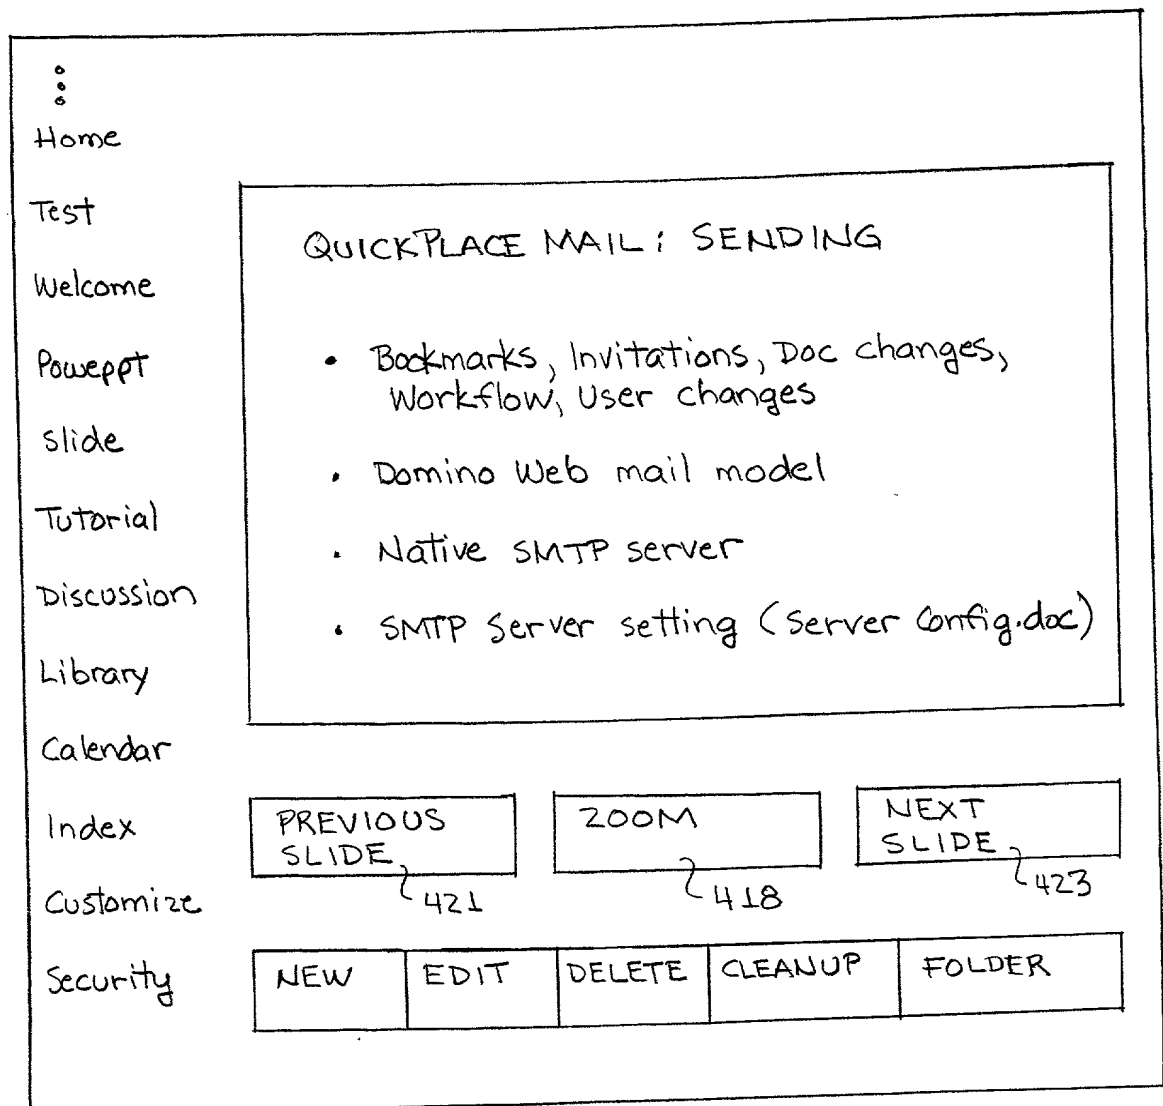 Home
Test
QUICKPLACE MAIL: SENDING
Welcome
• Bookmarks, Invitations, Doc changes,
Workflow, User changes
Poweppt
Slide
• Domino Web mail model
Tutorial
• Native SMTP server
Discussion
• SMTP Server setting (Server Config.doc)
Library
Calendar
Index
PREVIOUS
SLIDE
421
ZOOM
418
NEXT
SLIDE
423
Customize
Security
NEW EDIT DELETE CLEANUP FOLDER